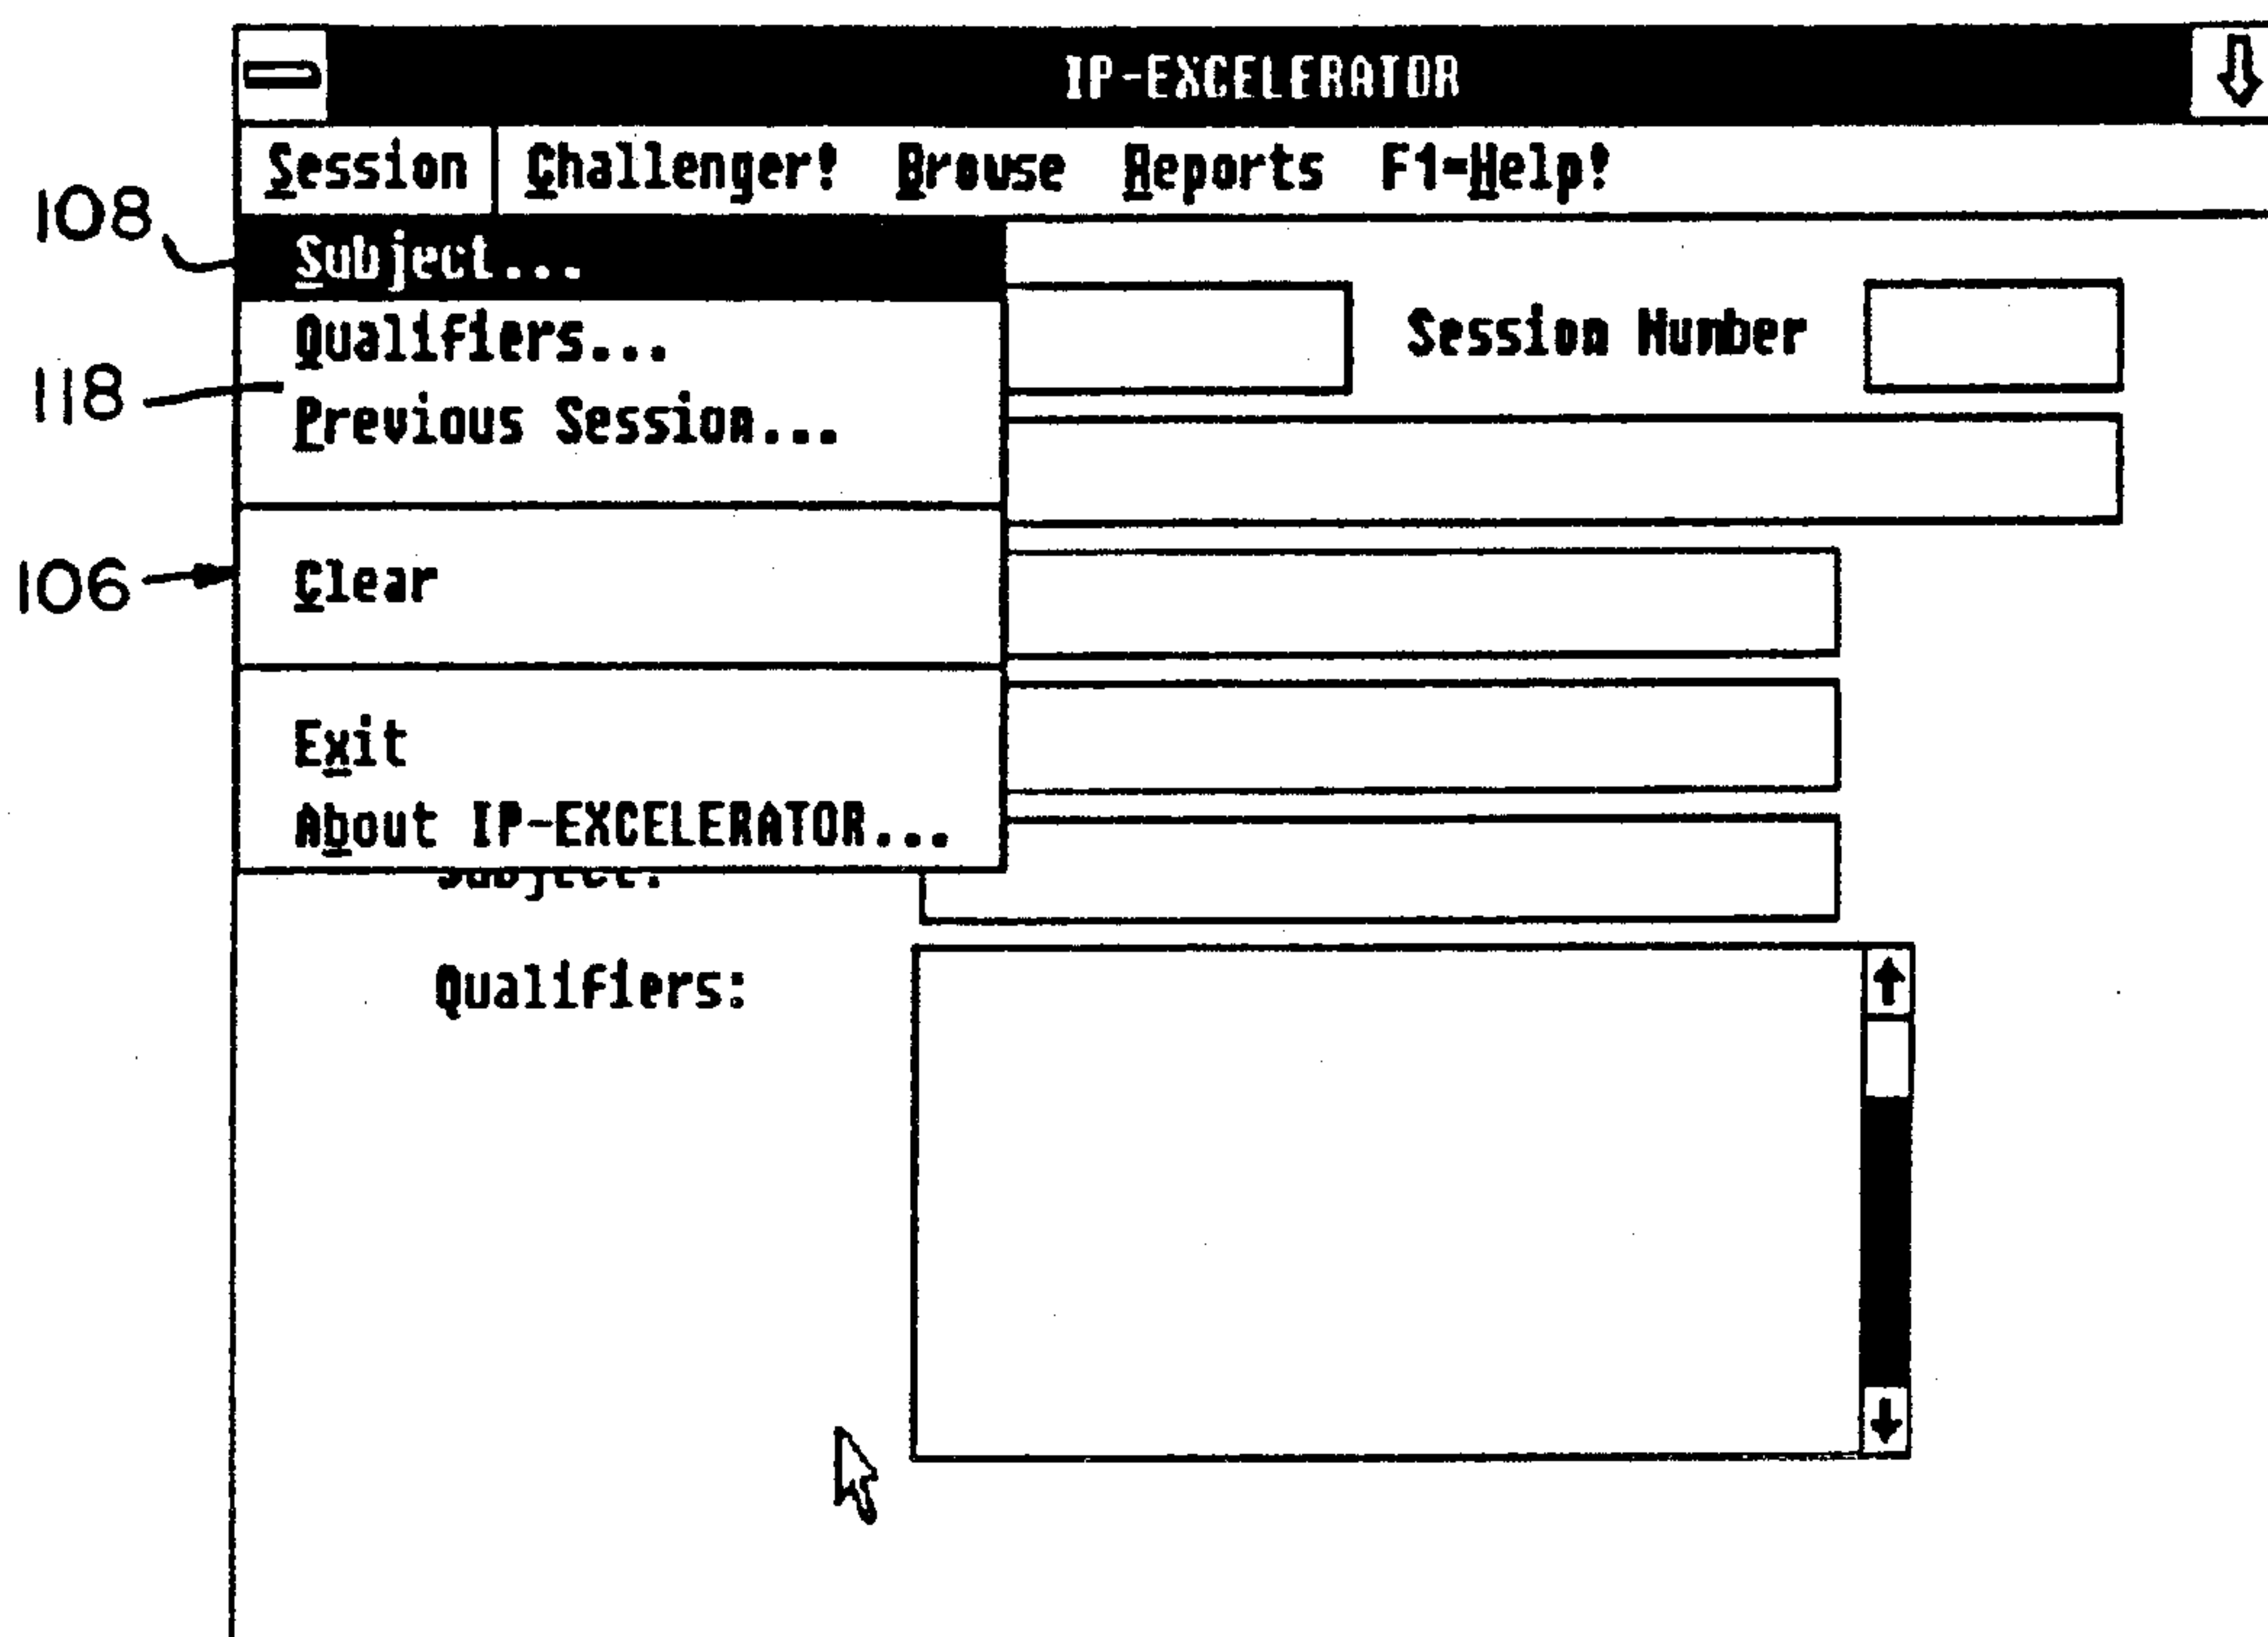 IP-EXCELERATOR
Session Challenger! Browse Reports F1=Help!
108
Subject...
Qualifiers...
Session Number
118
Previous Session...
106
Clear
Exit
About IP-EXCELERATOR...
Subject:
Qualifiers: